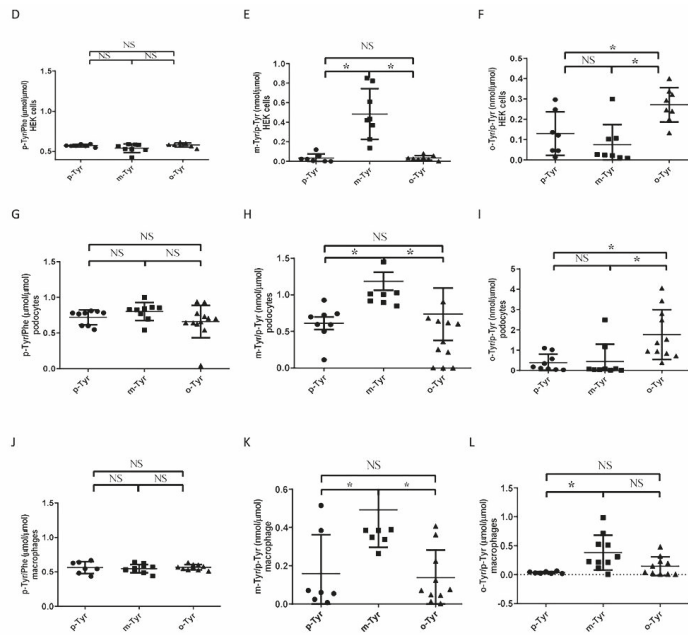 D
NS
NS
NS
p-Tyr/Phe (μmol/μmol)
HEK cells
1.5
1.0
0.5
p-Tyr
m-Tyr
o-Tyr
E
NS
*
*
m-Tyr/p-Tyr (nmol/μmol)
HEK cells
1.0
0.8
0.6
0.4
0.2
0.0
p-Tyr
m-Tyr
o-Tyr
F
*
NS
*
o-Tyr/p-Tyr (nmol/μmol)
HEK cells
0.5
0.4
0.3
0.2
0.1
0.0
p-Tyr
m-Tyr
o-Tyr
G
NS
NS
NS
p-Tyr/Phe (μmol/μmol)
podocytes
1.5
1.0
0.5
0.0
p-Tyr
m-Tyr
o-Tyr
H
NS
*
*
m-Tyr/p-Tyr (nmol/μmol)
podocytes
1.5
1.0
0.5
0.0
p-Tyr
m-Tyr
o-Tyr
I
*
NS
*
o-Tyr/p-Tyr (nmol/μmol)
podocytes
5
4
3
2
1
0
p-Tyr
m-Tyr
o-Tyr
J
NS
NS
NS
p-Tyr/Phe (μmol/μmol)
macrophages
1.5
1.0
0.5
0.0
p-Tyr
m-Tyr
o-Tyr
K
NS
*
*
m-Tyr/p-Tyr (nmol/μmol)
macrophages
0.6
0.4
0.2
0.0
p-Tyr
m-Tyr
o-Tyr
L
NS
*
NS
o-Tyr/p-Tyr (nmol/μmol)
macrophages
1.5
1.0
0.5
0.0
-0.5
p-Tyr
m-Tyr
o-Tyr